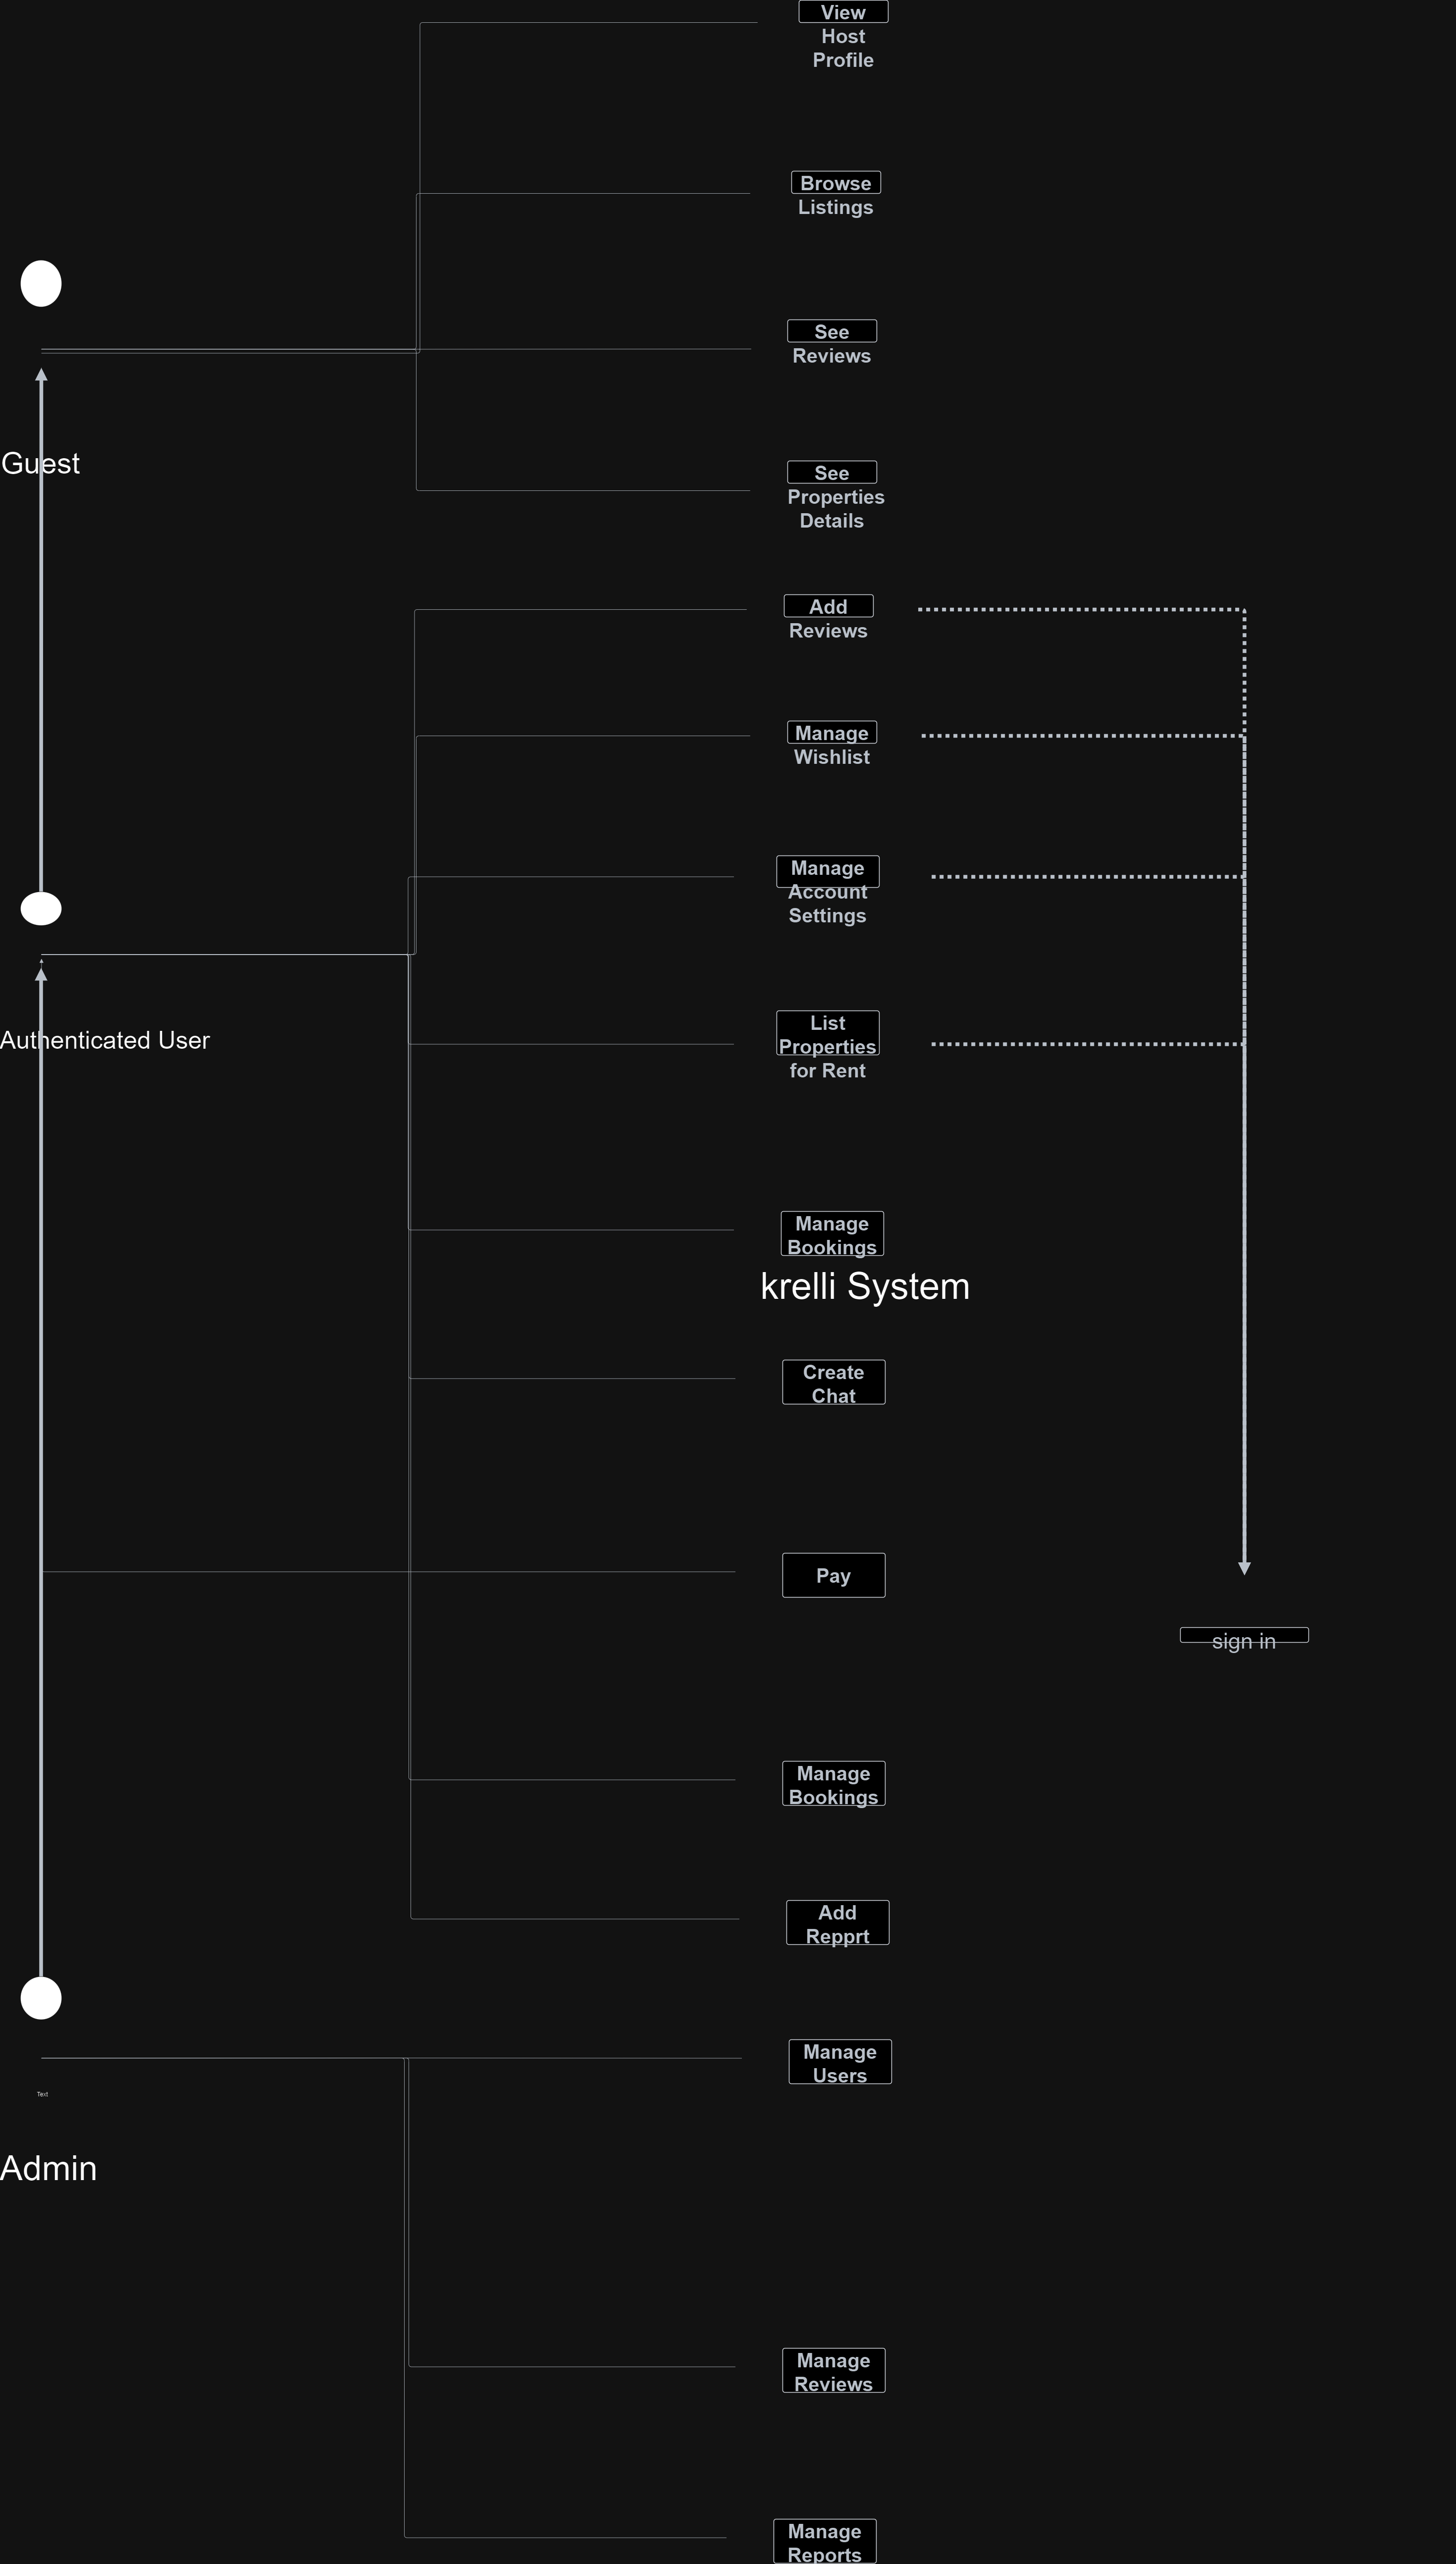 View
Host
Profile
Browse
Listings
See
Reviews
Guest
See
Properties
Details
Add
Reviews
Manage
Wishlist
Manage
Account
Settings
Authenticated User
List
Properties
for Rent
Manage
Bookings
krelli System
Create
Chat
Pay
sign in
Manage
Bookings
Add
Repprt
Manage
Users
Text
Admin
Manage
Reviews
Manage
Reports